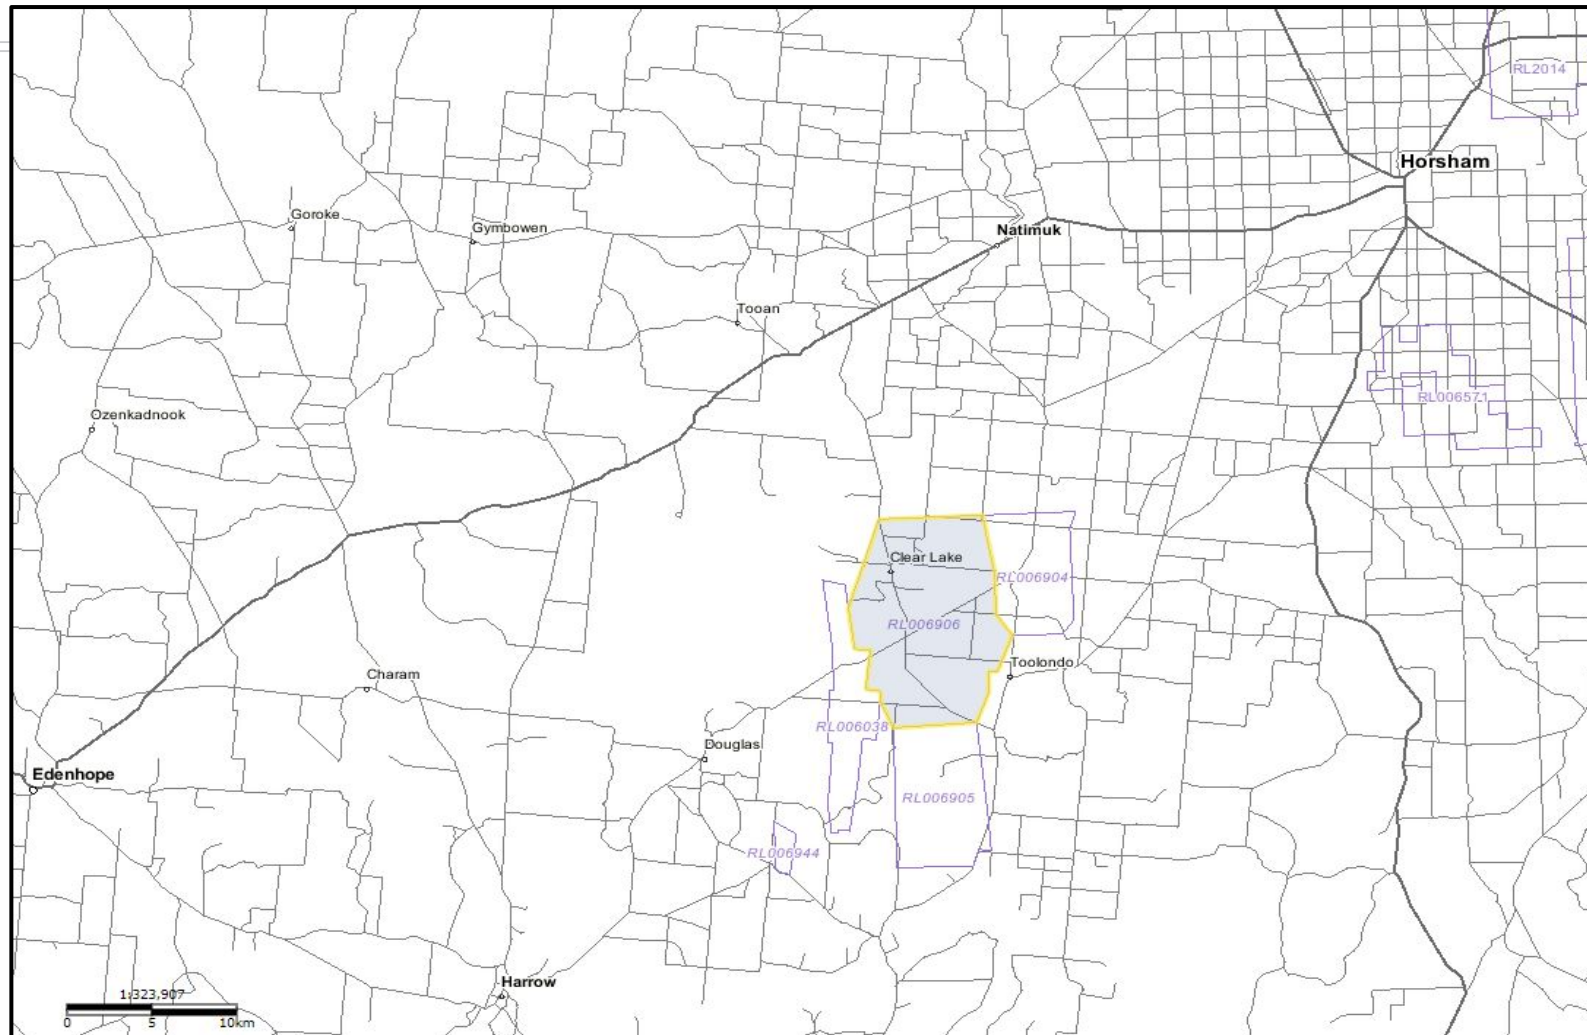 RL2014
Horsham
Goroke
Gymbowen
Natimuk
Tooan
RL006571
Ozenkadnook
Clear Lake
RL006904
RL006906
Toolondo
Charam
RL006038
Douglas
Edenhope
RL006905
RL006944
Harrow
1:323,907
0 5 10km